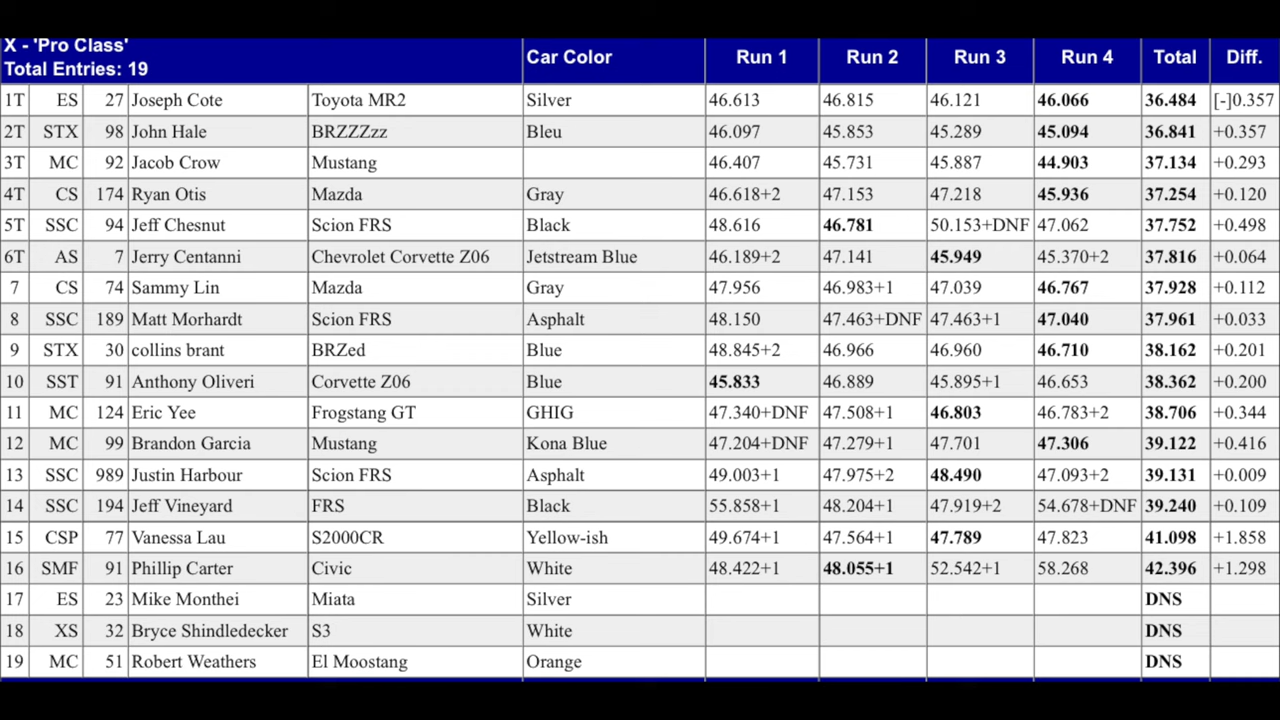 X - 'Pro Class'
Total Entries: 19 Car Color Run 1 Run 2 Run 3 Run 4 Total Diff.
1T ES 27 Joseph Cote Toyota MR2 Silver 46.613 46.815 46.121 46.066 36.484 [-]0.357
2T STX 98 John Hale BRZZZzz Bleu 46.097 45.853 45.289 45.094 36.841 +0.357
3T MC 92 Jacob Crow Mustang 46.407 45.731 45.887 44.903 37.134 +0.293
4T CS 174 Ryan Otis Mazda Gray 46.618+2 47.153 47.218 45.936 37.254 +0.120
5T SSC 94 Jeff Chesnut Scion FRS Black 48.616 46.781 50.153+DNF 47.062 37.752 +0.498
6T AS 7 Jerry Centanni Chevrolet Corvette Z06 Jetstream Blue 46.189+2 47.141 45.949 45.370+2 37.816 +0.064
7 CS 74 Sammy Lin Mazda Gray 47.956 46.983+1 47.039 46.767 37.928 +0.112
8 SSC 189 Matt Morhardt Scion FRS Asphalt 48.150 47.463+DNF 47.463+1 47.040 37.961 +0.033
9 STX 30 collins brant BRZed Blue 48.845+2 46.966 46.960 46.710 38.162 +0.201
10 SST 91 Anthony Oliveri Corvette Z06 Blue 45.833 46.889 45.895+1 46.653 38.362 +0.200
11 MC 124 Eric Yee Frogstang GT GHIG 47.340+DNF 47.508+1 46.803 46.783+2 38.706 +0.344
12 MC 99 Brandon Garcia Mustang Kona Blue 47.204+DNF 47.279+1 47.701 47.306 39.122 +0.416
13 SSC 989 Justin Harbour Scion FRS Asphalt 49.003+1 47.975+2 48.490 47.093+2 39.131 +0.009
14 SSC 194 Jeff Vineyard FRS Black 55.858+1 48.204+1 47.919+2 54.678+DNF 39.240 +0.109
15 CSP 77 Vanessa Lau S2000CR Yellow-ish 49.674+1 47.564+1 47.789 47.823 41.098 +1.858
16 SMF 91 Phillip Carter Civic White 48.422+1 48.055+1 52.542+1 58.268 42.396 +1.298
17 ES 23 Mike Monthei Miata Silver DNS
18 XS 32 Bryce Shindledecker S3 White DNS
19 MC 51 Robert Weathers El Moostang Orange DNS